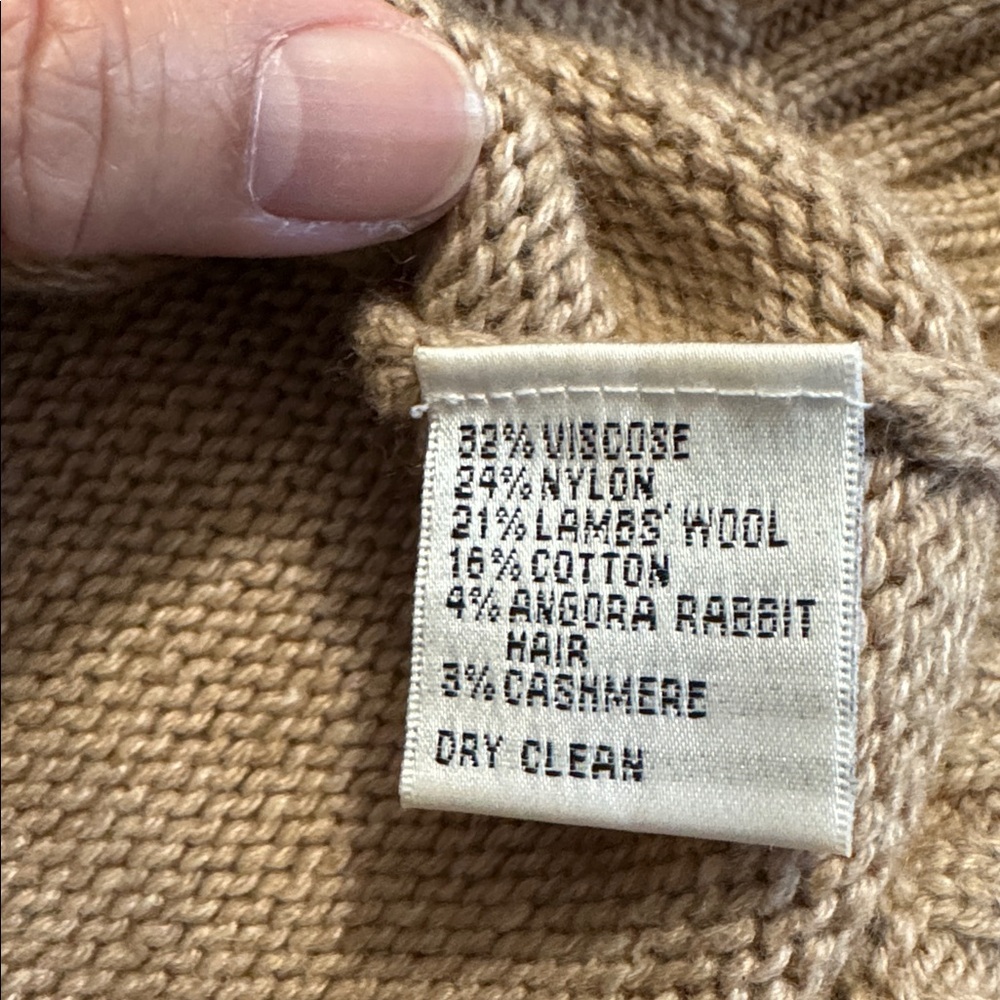 32% VISCOSE
24% NYLON
21% LAMBS' WOOL
16% COTTON
4% ANGORA RABBIT
HAIR
3% CASHMERE
DRY CLEAN